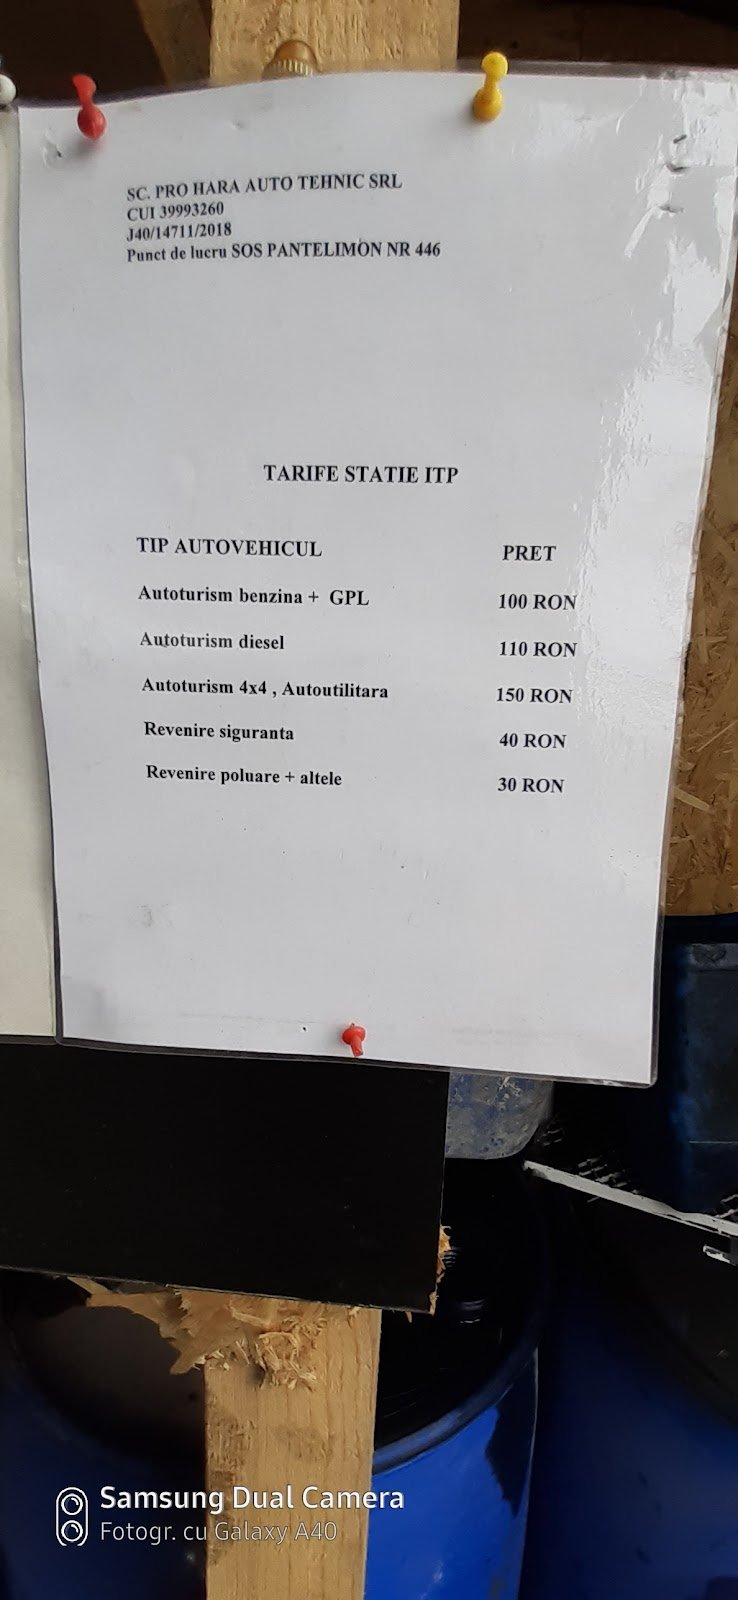 SC. PRO HARA AUTO TEHNIC SRL
CUI 39993260
J40/14711/2018
Punct de lucru SOS PANTELIMON NR 446
TARIFE STATIE ITP
TIP AUTOVEHICUL PRET
Autoturism benzina + GPL 100 RON
Autoturism diesel 110 RON
Autoturism 4x4 , Autoutilitara 150 RON
Revenire siguranta 40 RON
Revenire poluare + altele 30 RON
Samsung Dual Camera
Fotogr. cu Galaxy A40